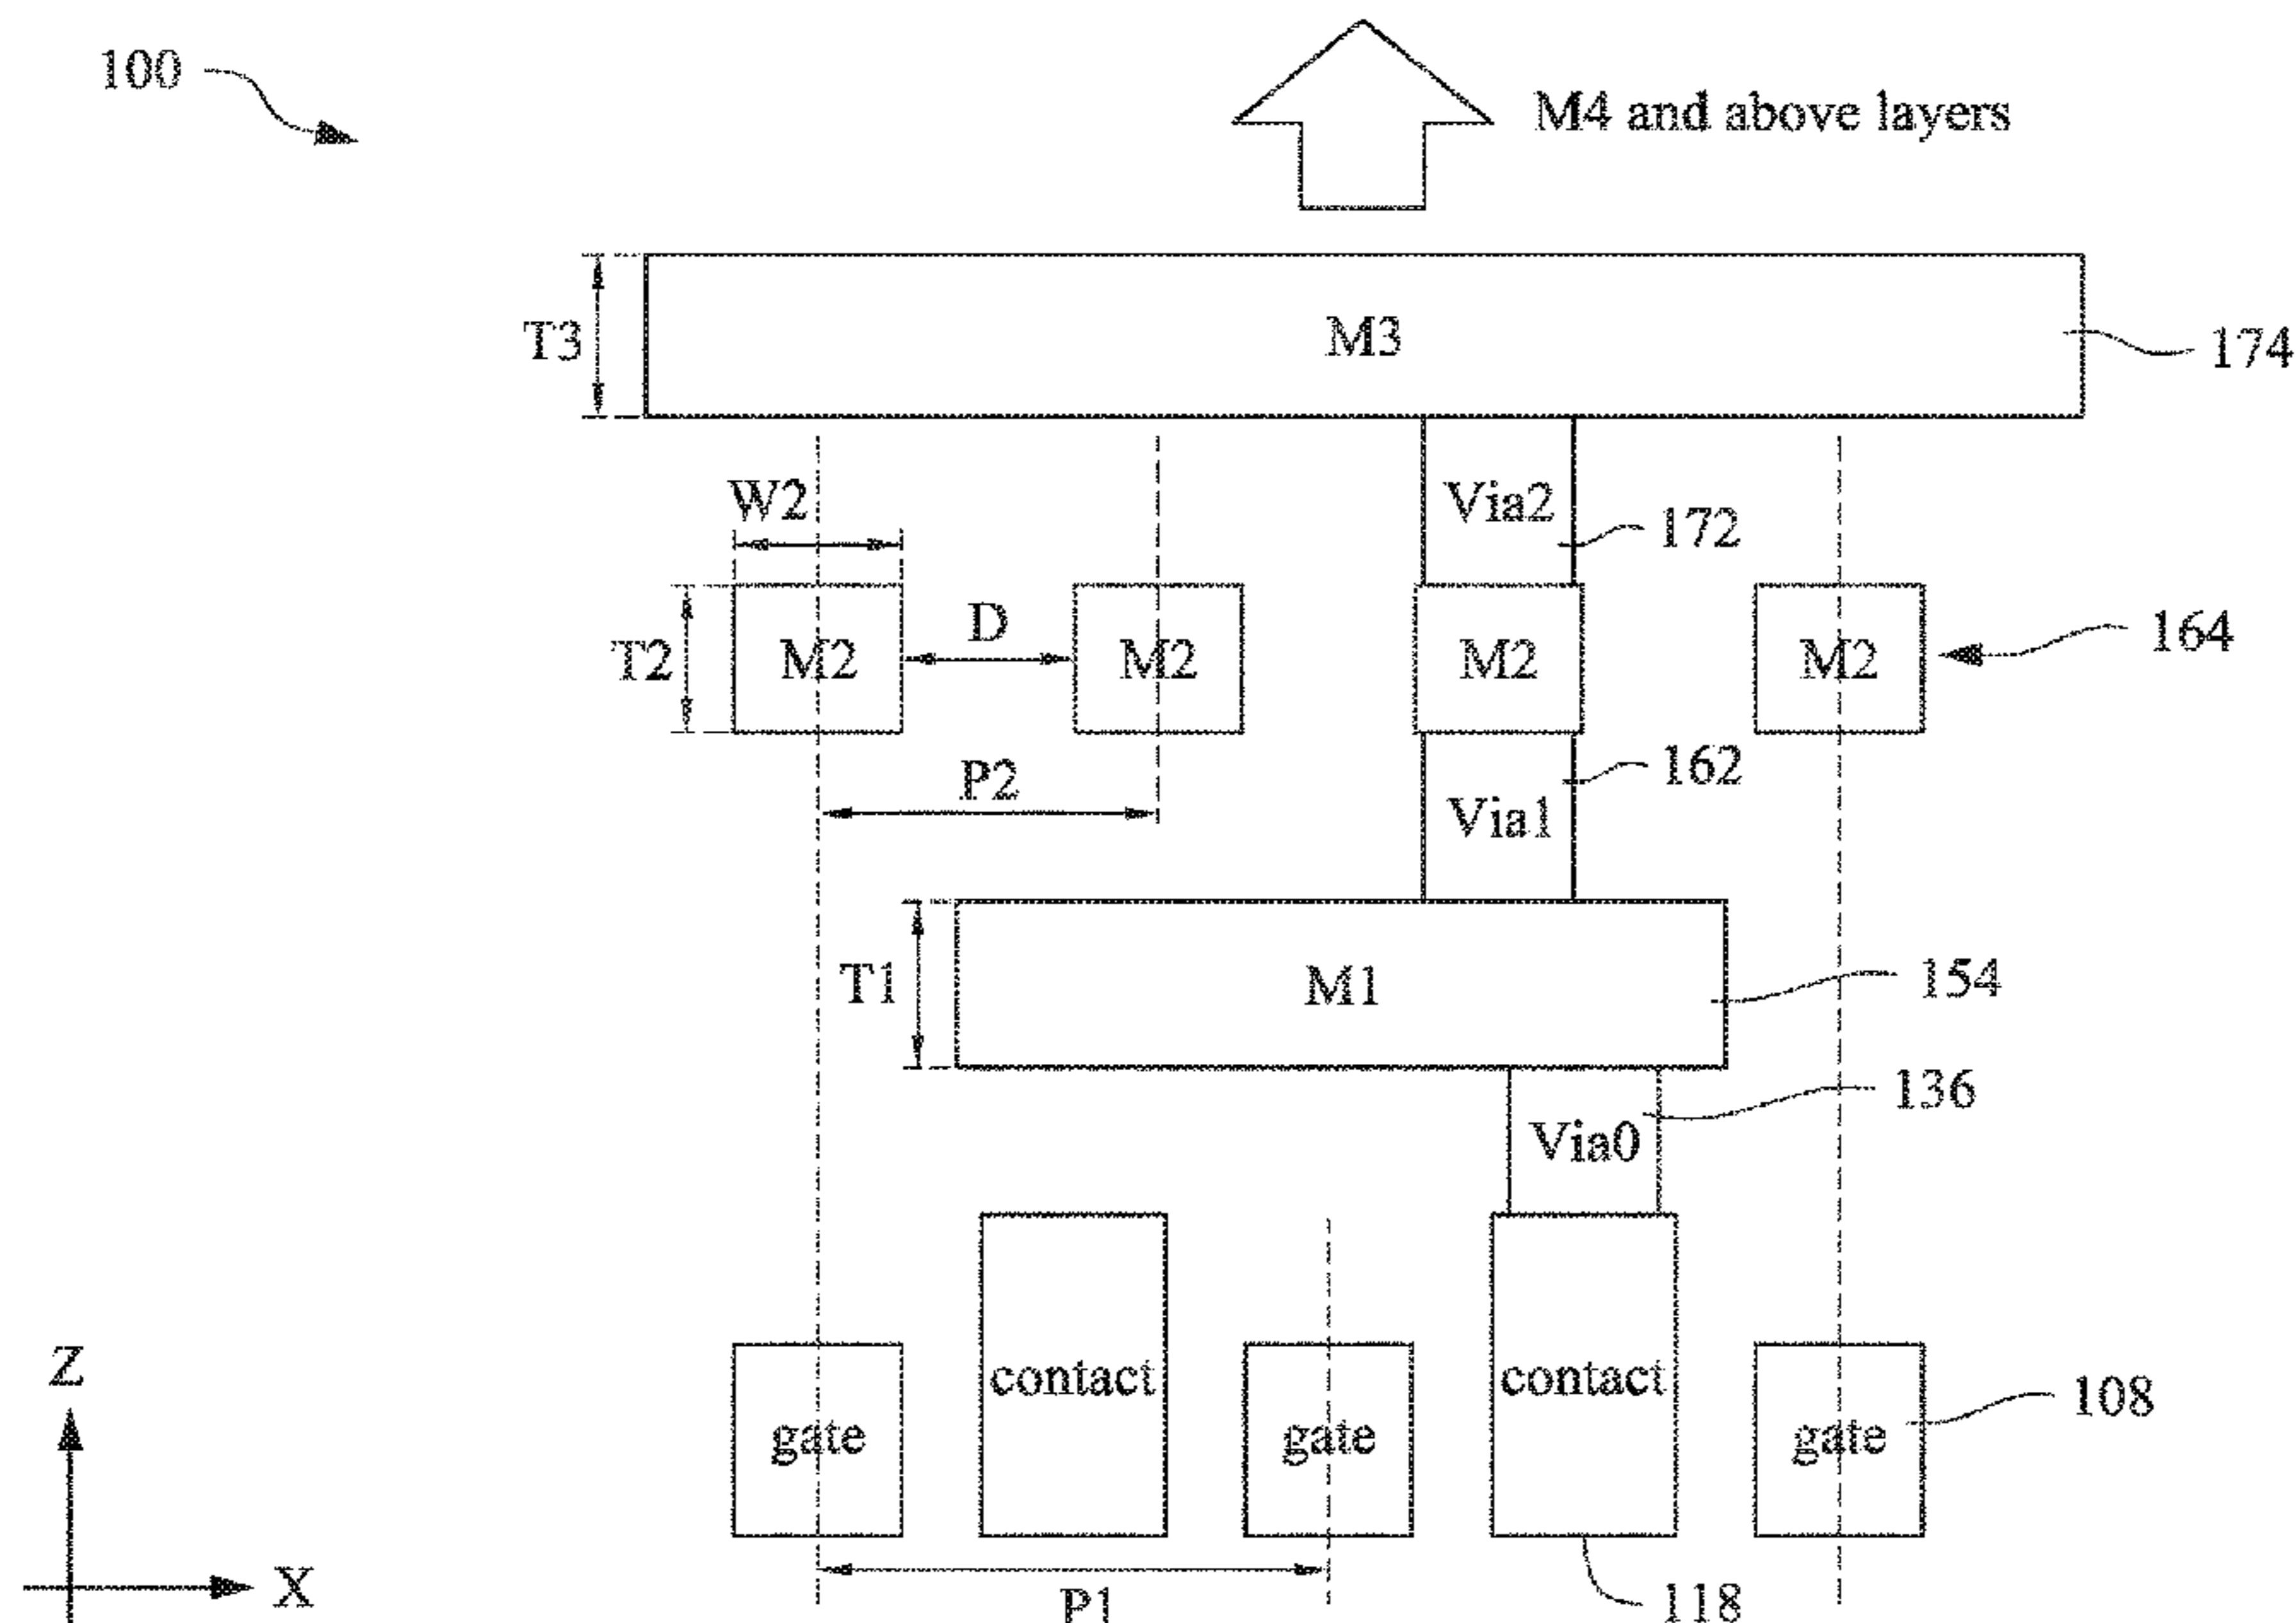 100
M4 and above layers
T3
M3
174
W2
Via2
172
T2
M2
D
M2
M2
M2
164
P2
Via1
162
T1
M1
154
Via0
136
Z
contact
contact
gate
gate
gate
108
X
P1
118